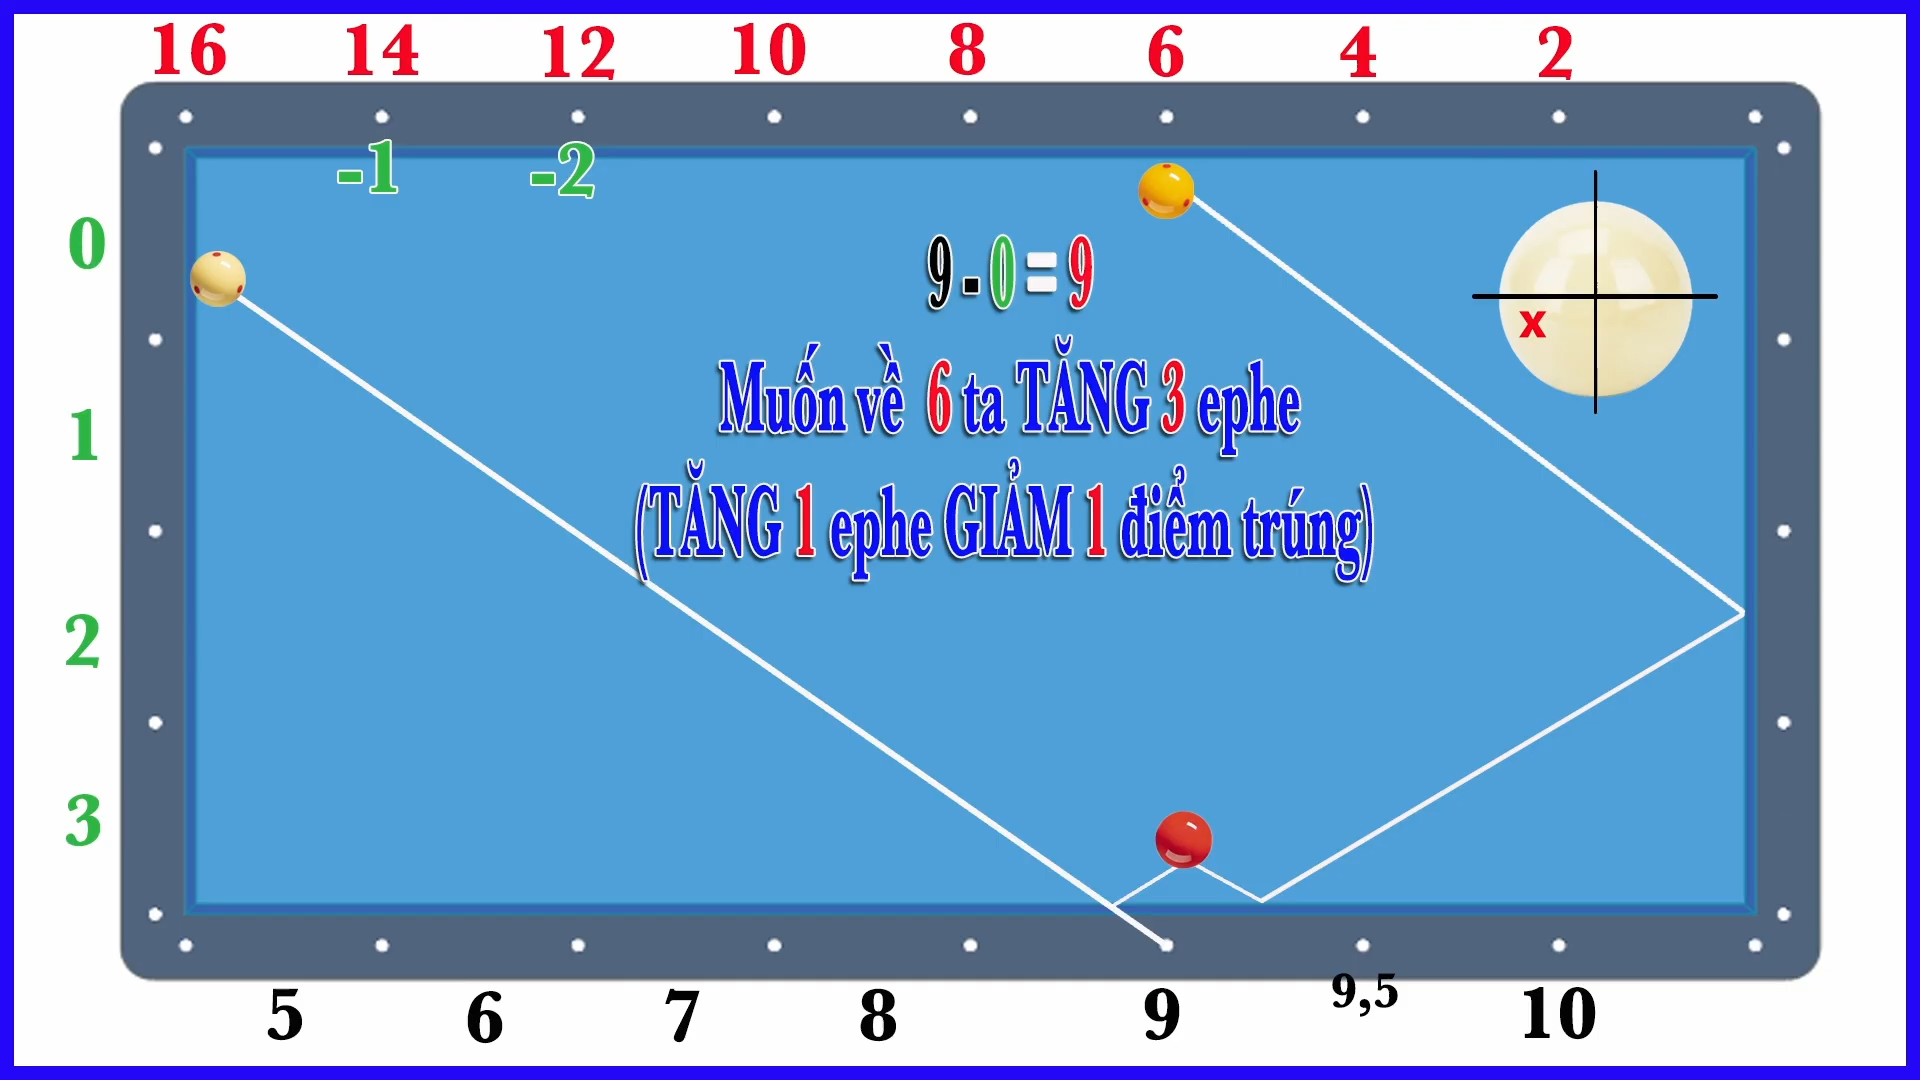 16 14 12 10 8 6 4 2
-1 -2
0
9 - 0 = 9
x
Muốn về 6 ta TĂNG 3 ephe
1
(TĂNG 1 ephe GIẢM 1 điểm trúng)
2
3
5 6 7 8 9 9,5 10